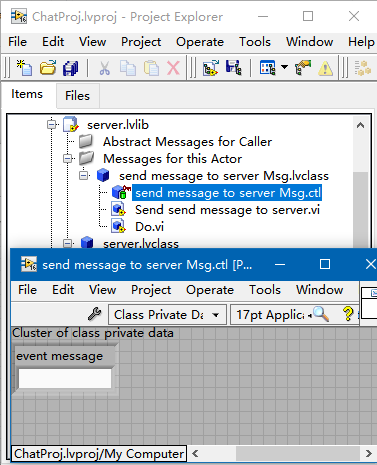 ChatProj.lvproj - Project Explorer
File Edit View Project Operate Tools Window
Items Files
server.lvlib
Abstract Messages for Caller
Messages for this Actor
send message to server Msg.lvclass
send message to server Msg.ctl
Send send message to server.vi
Do.vi
server.lvclass
send message to server Msg.ctl [P...
File Edit View Project Operate Tools Window
Class Private Da 17pt Applica
Cluster of class private data
event message
ChatProj.lvproj/My Computer